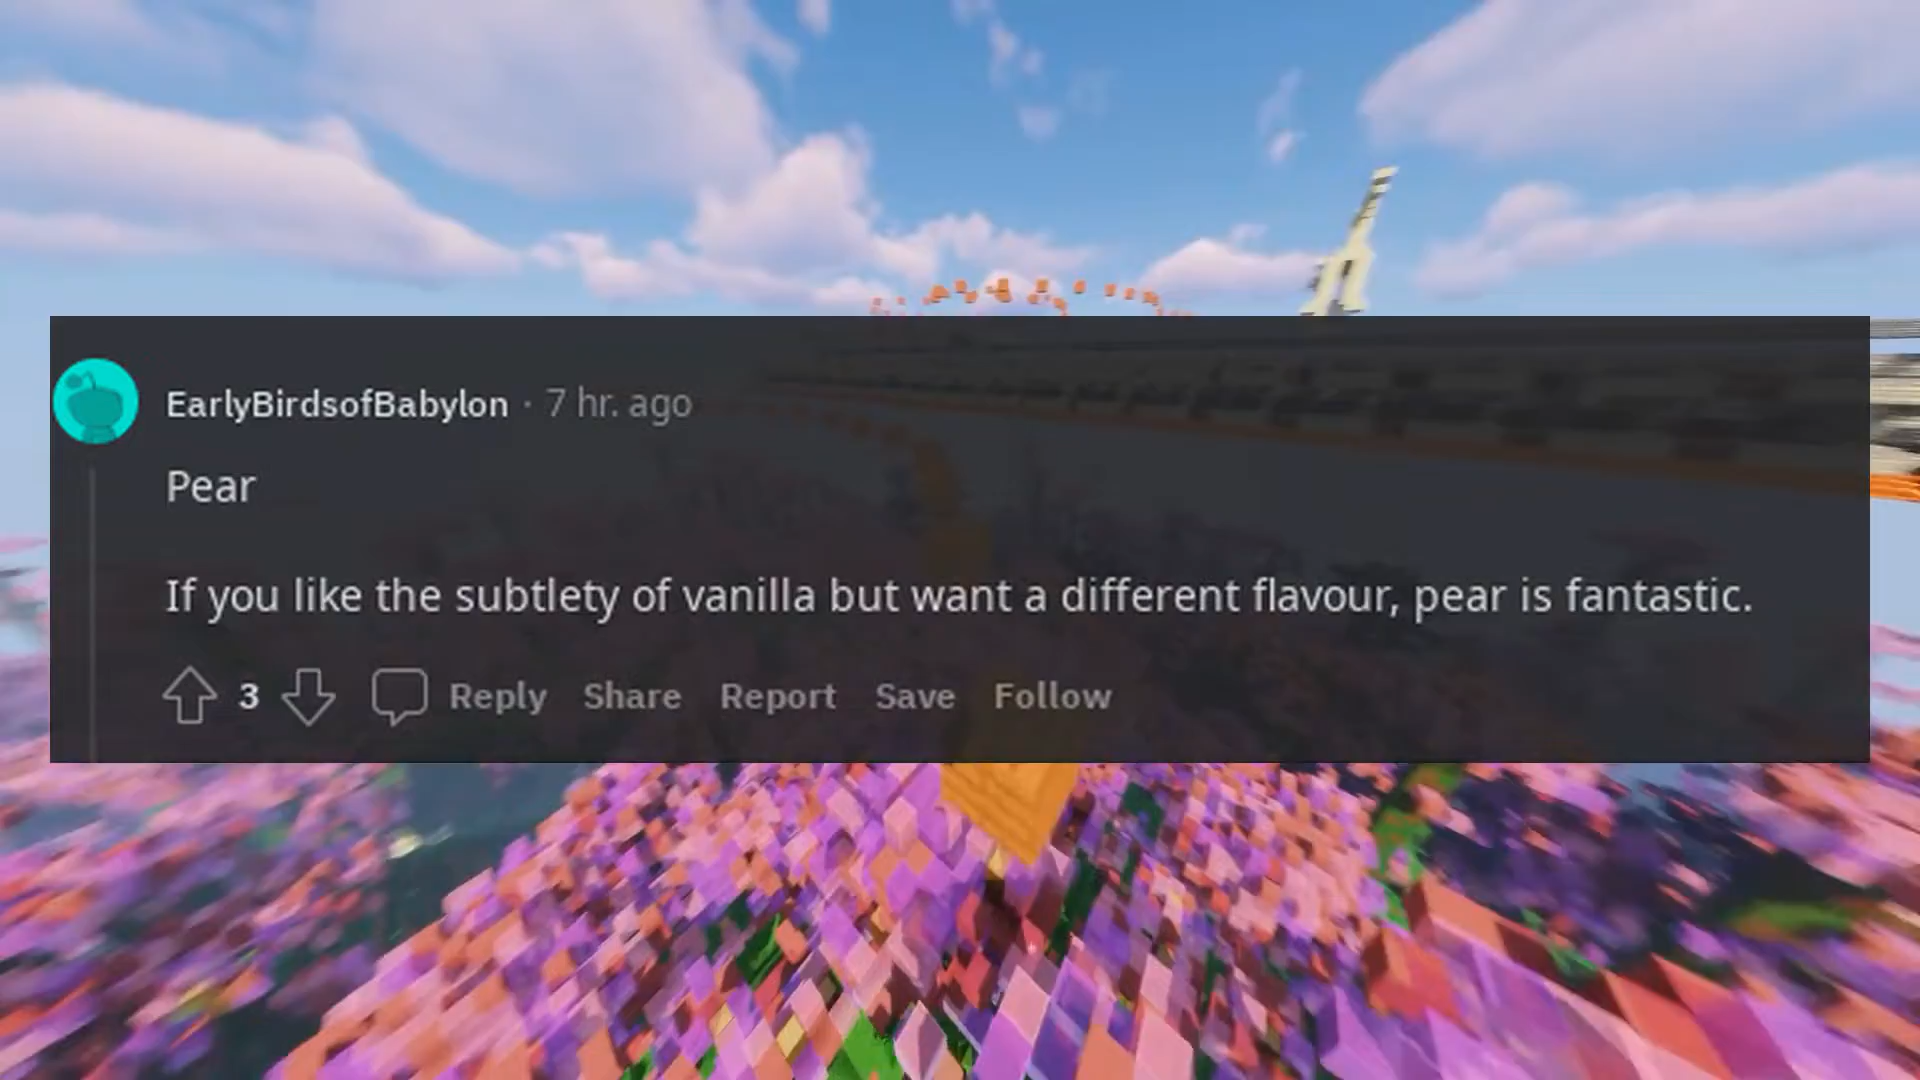 EarlyBirdsofBabylon · 7 hr. ago
Pear
If you like the subtlety of vanilla but want a different flavour, pear is fantastic.
3 Reply Share Report Save Follow